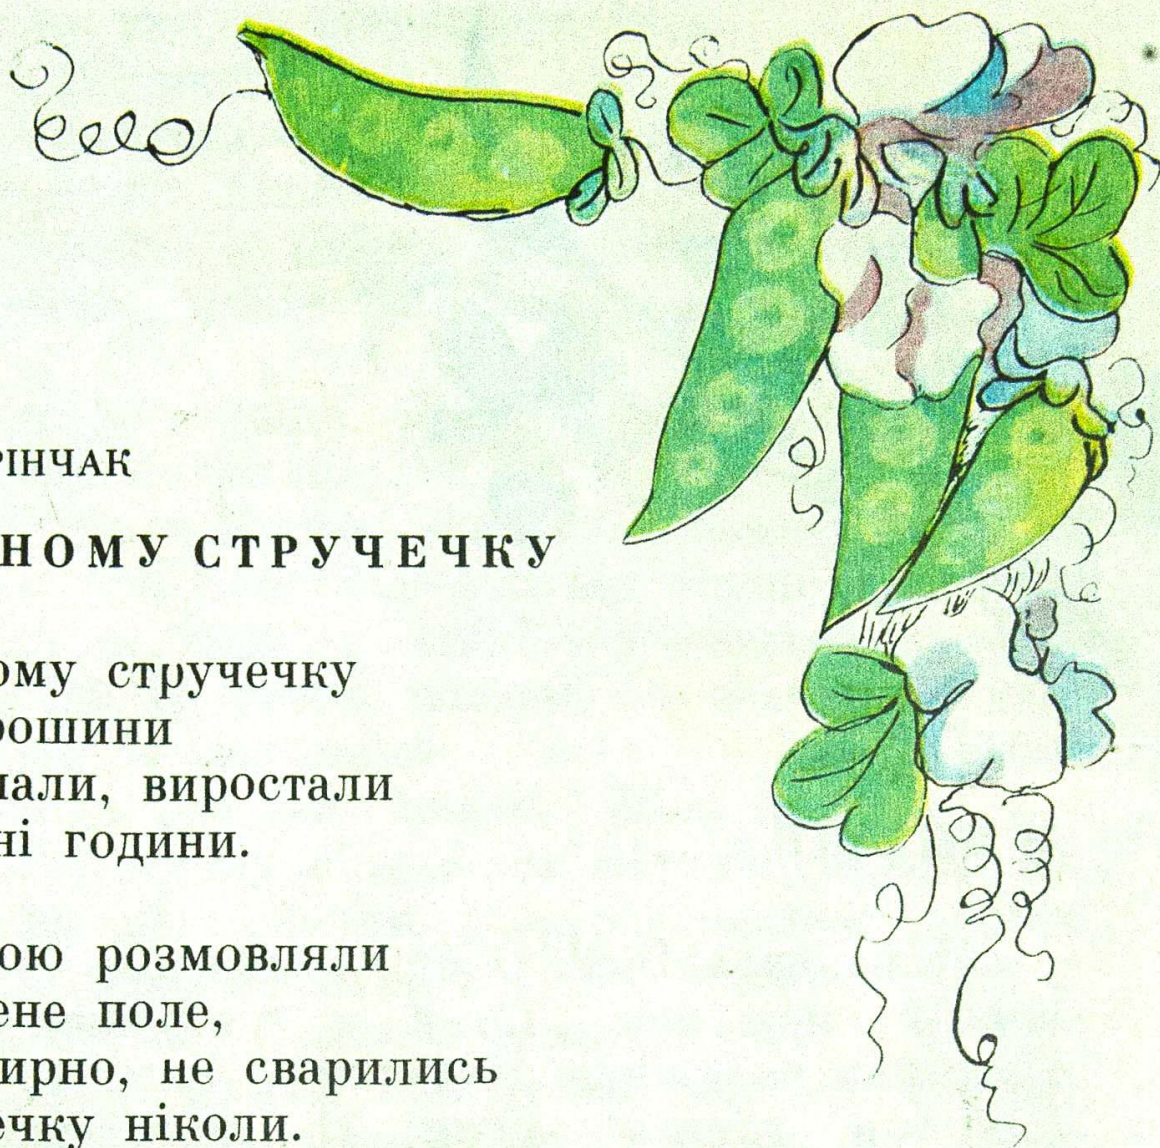 РІНЧАК
НОМУ СТРУЧЕЧКУ
ому стручечку
рошини
али, виростали
ні години.
ою розмовляли
ене поле,
ирно, не сварились
ечку ніколи.